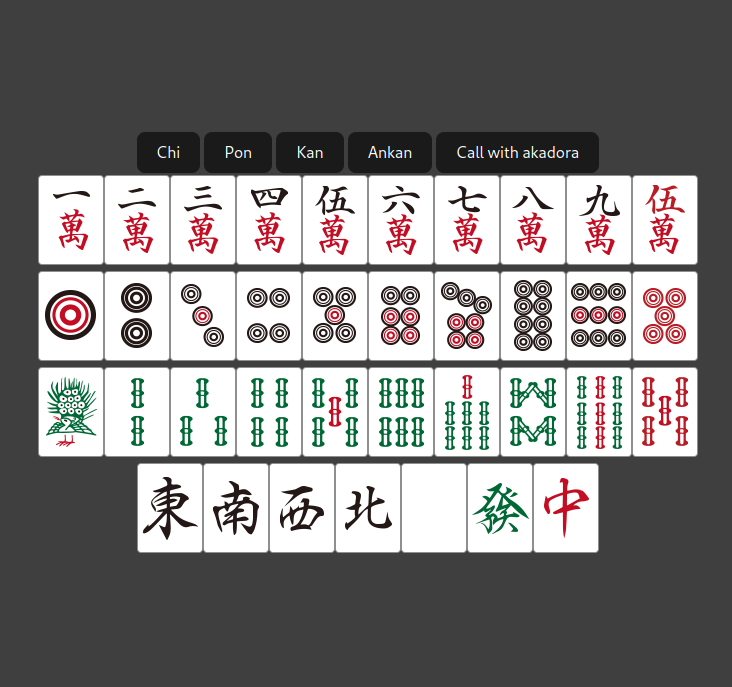 Chi Pon Kan Ankan Call with akadora
一萬 二萬 三萬 四萬 伍萬 六萬 七萬 八萬 九萬 伍萬
東 南 西 北 發 中